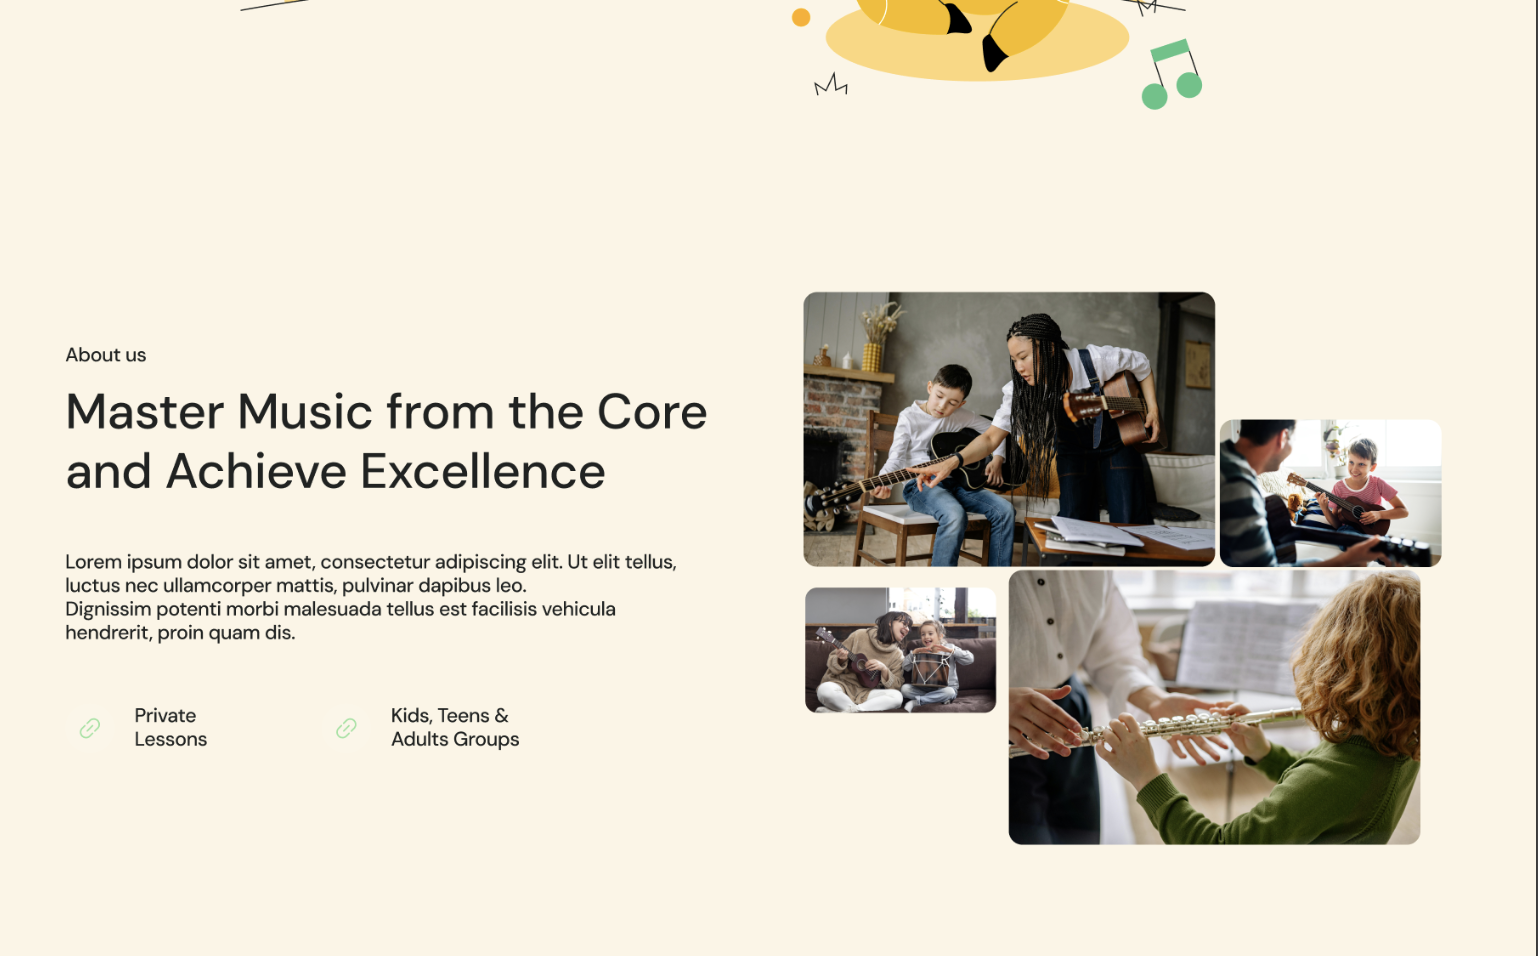 About us
Master Music from the Core
and Achieve Excellence
Lorem ipsum dolor sit amet, consectetur adipiscing elit. Ut elit tellus,
luctus nec ullamcorper mattis, pulvinar dapibus leo.
Dignissim potenti morbi malesuada tellus est facilisis vehicula
hendrerit, proin quam dis.
Private
Lessons
Kids, Teens &
Adults Groups